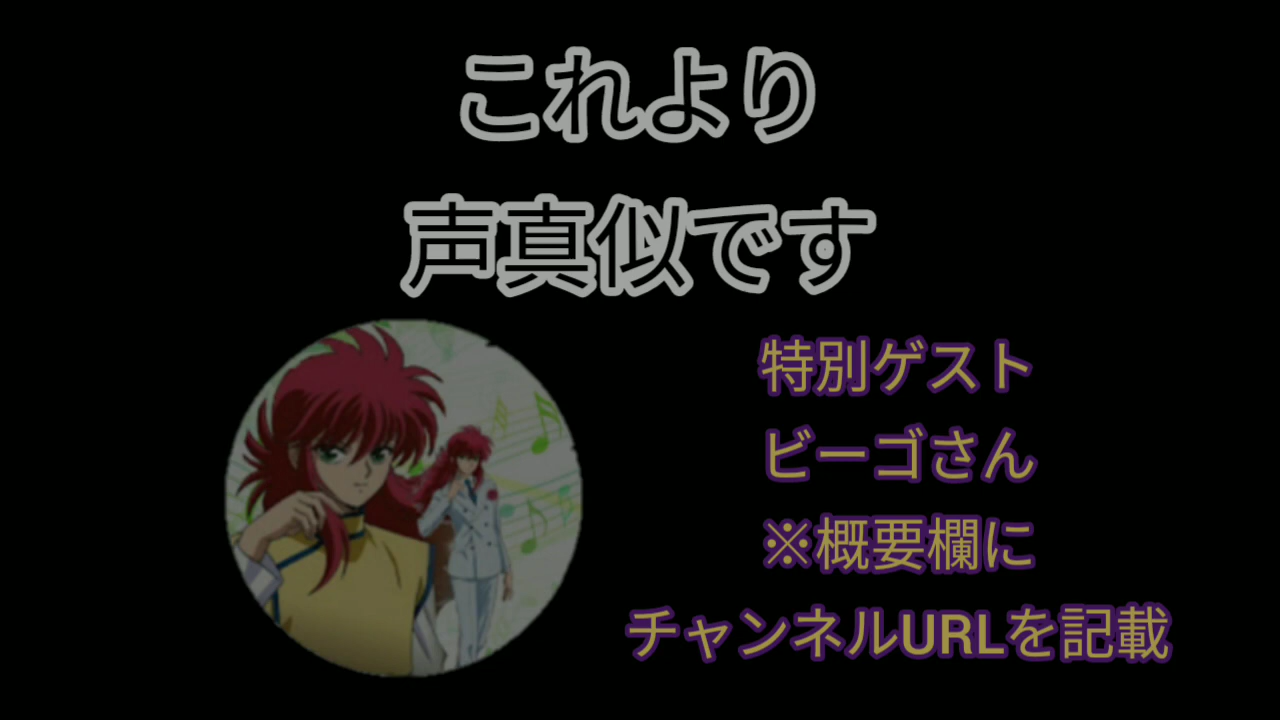 これより
声真似です
特別ゲスト
ビーゴさん
※概要欄に
チャンネルURLを記載